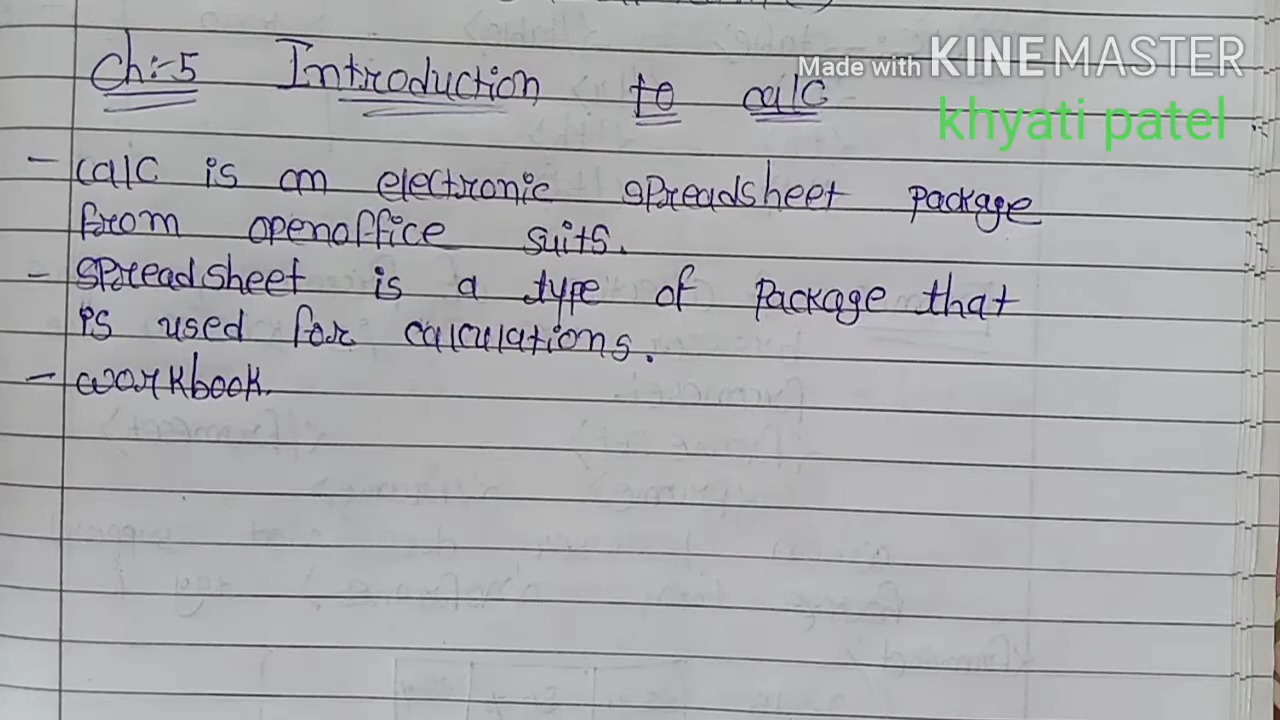 Ch:-5 Introduction to calc
Made with KINEMASTER
khyati patel
- calc is an electronic spreadsheet package
from openoffice suits.
- spreadsheet is a type of package that
is used for calculations.
- workbook.